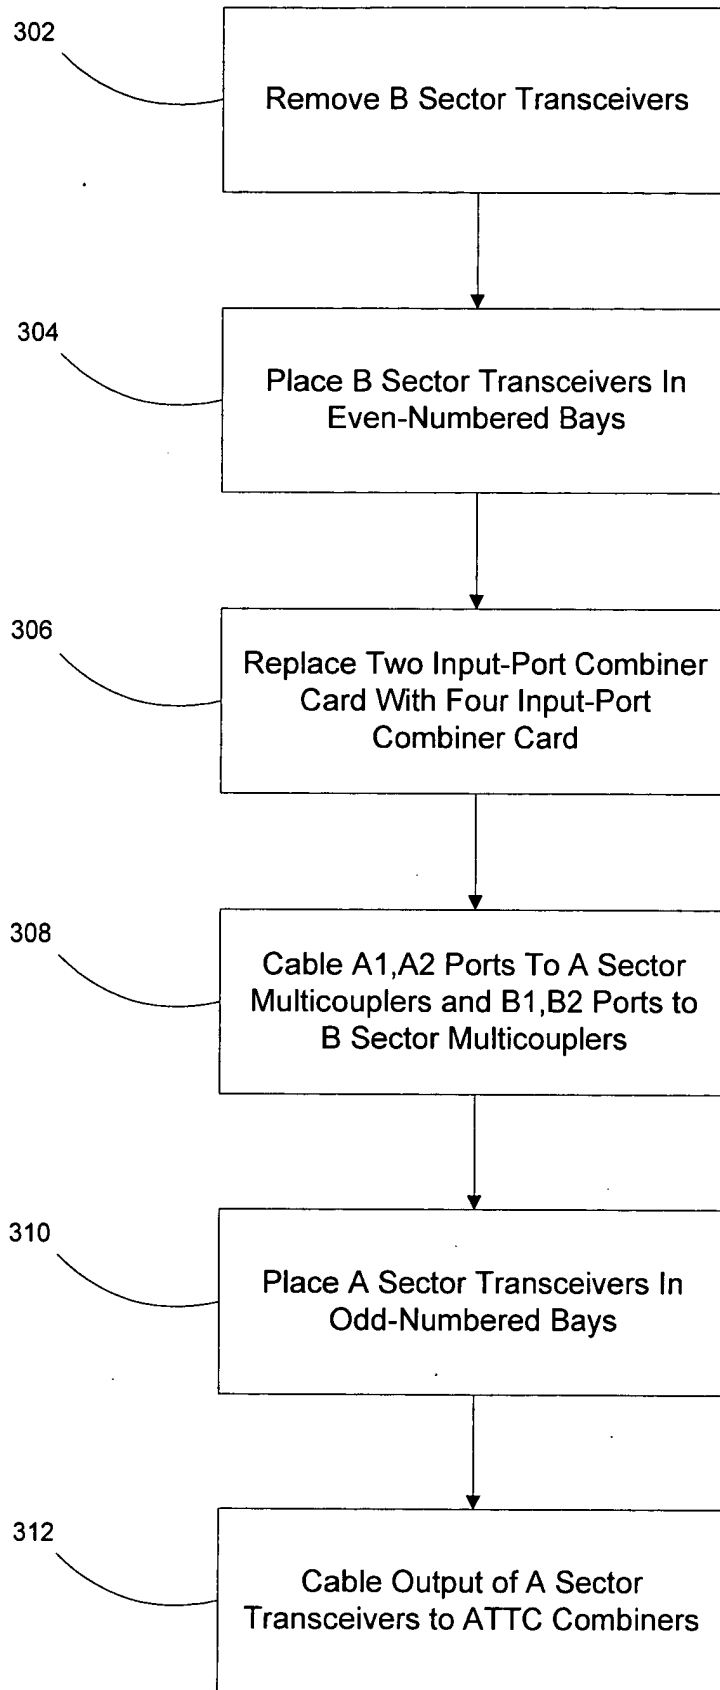 302
Remove B Sector Transceivers
304
Place B Sector Transceivers In
Even-Numbered Bays
306
Replace Two Input-Port Combiner
Card With Four Input-Port
Combiner Card
308
Cable A1,A2 Ports To A Sector
Multicouplers and B1,B2 Ports to
B Sector Multicouplers
310
Place A Sector Transceivers In
Odd-Numbered Bays
312
Cable Output of A Sector
Transceivers to ATTC Combiners